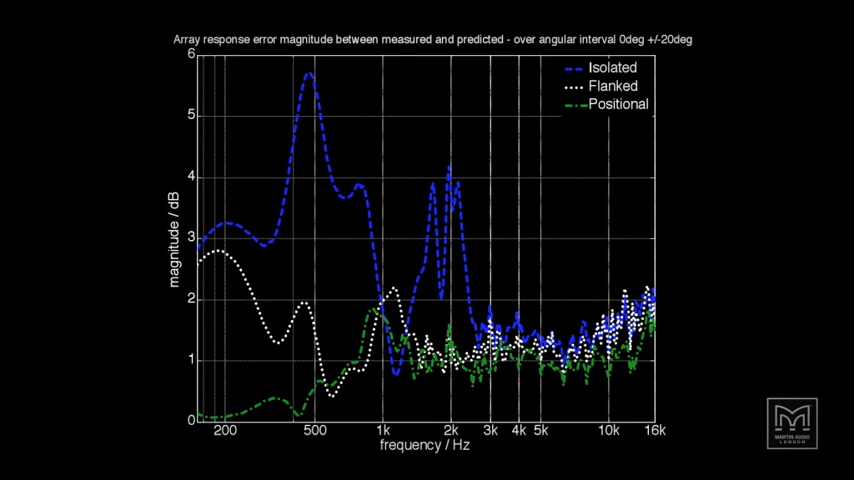 Array response error magnitude between measured and predicted - over angular interval 0deg +/-20deg
6
5
4
3
2
1
0
magnitude / dB
Isolated
Flanked
Positional
200 500 1k 2k 3k 4k 5k 10k 16k
frequency / Hz
MARTIN AUDIO
LONDON